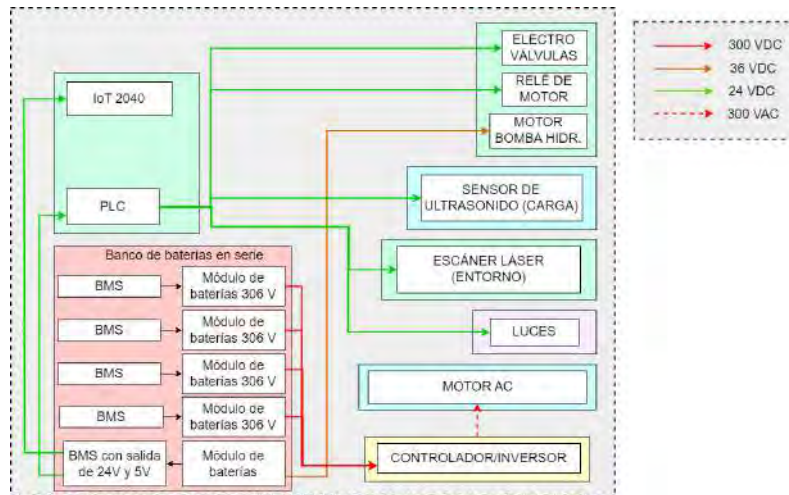 ELECTRO
VÁLVULAS
RELÉ DE
MOTOR
MOTOR
BOMBA HIDR.
IoT 2040
PLC
SENSOR DE
ULTRASONIDO (CARGA)
ESCÁNER LÁSER
(ENTORNO)
LUCES
MOTOR AC
CONTROLADOR/INVERSOR
Banco de baterías en serie
BMS
Módulo de
baterías 306 V
BMS
Módulo de
baterías 306 V
BMS
Módulo de
baterías 306 V
BMS
Módulo de
baterías 306 V
BMS con salida
de 24V y 5V
Módulo de
baterías
300 VDC
36 VDC
24 VDC
300 VAC